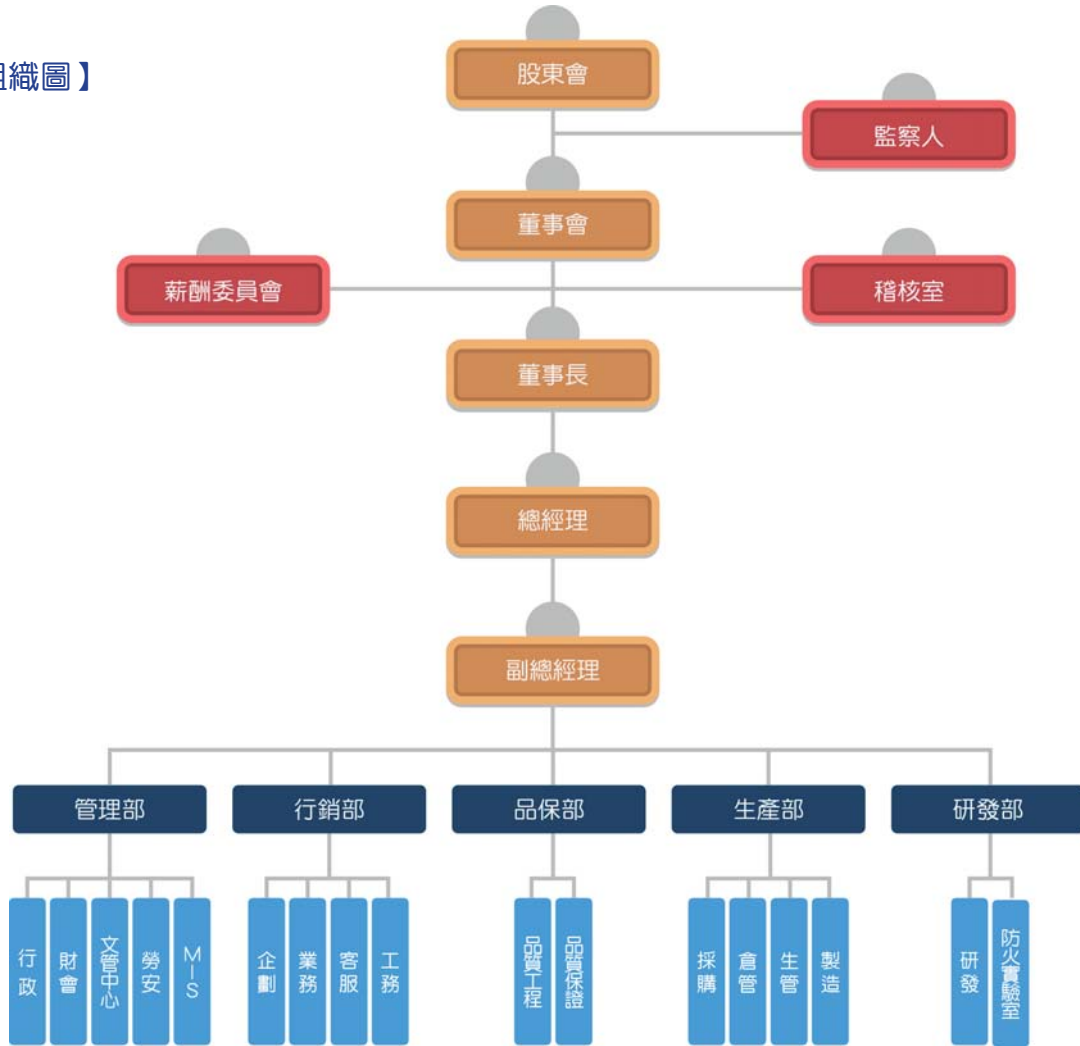 組織圖】
股東會
監察人
董事會
薪酬委員會
稽核室
董事長
總經理
副總經理
管理部
行銷部
品保部
生產部
研發部
行政
財會
文管中心
勞安
MIS
企劃
業務
客服
工務
品質工程
品質保證
採購
倉管
生管
製造
研發
防火實驗室